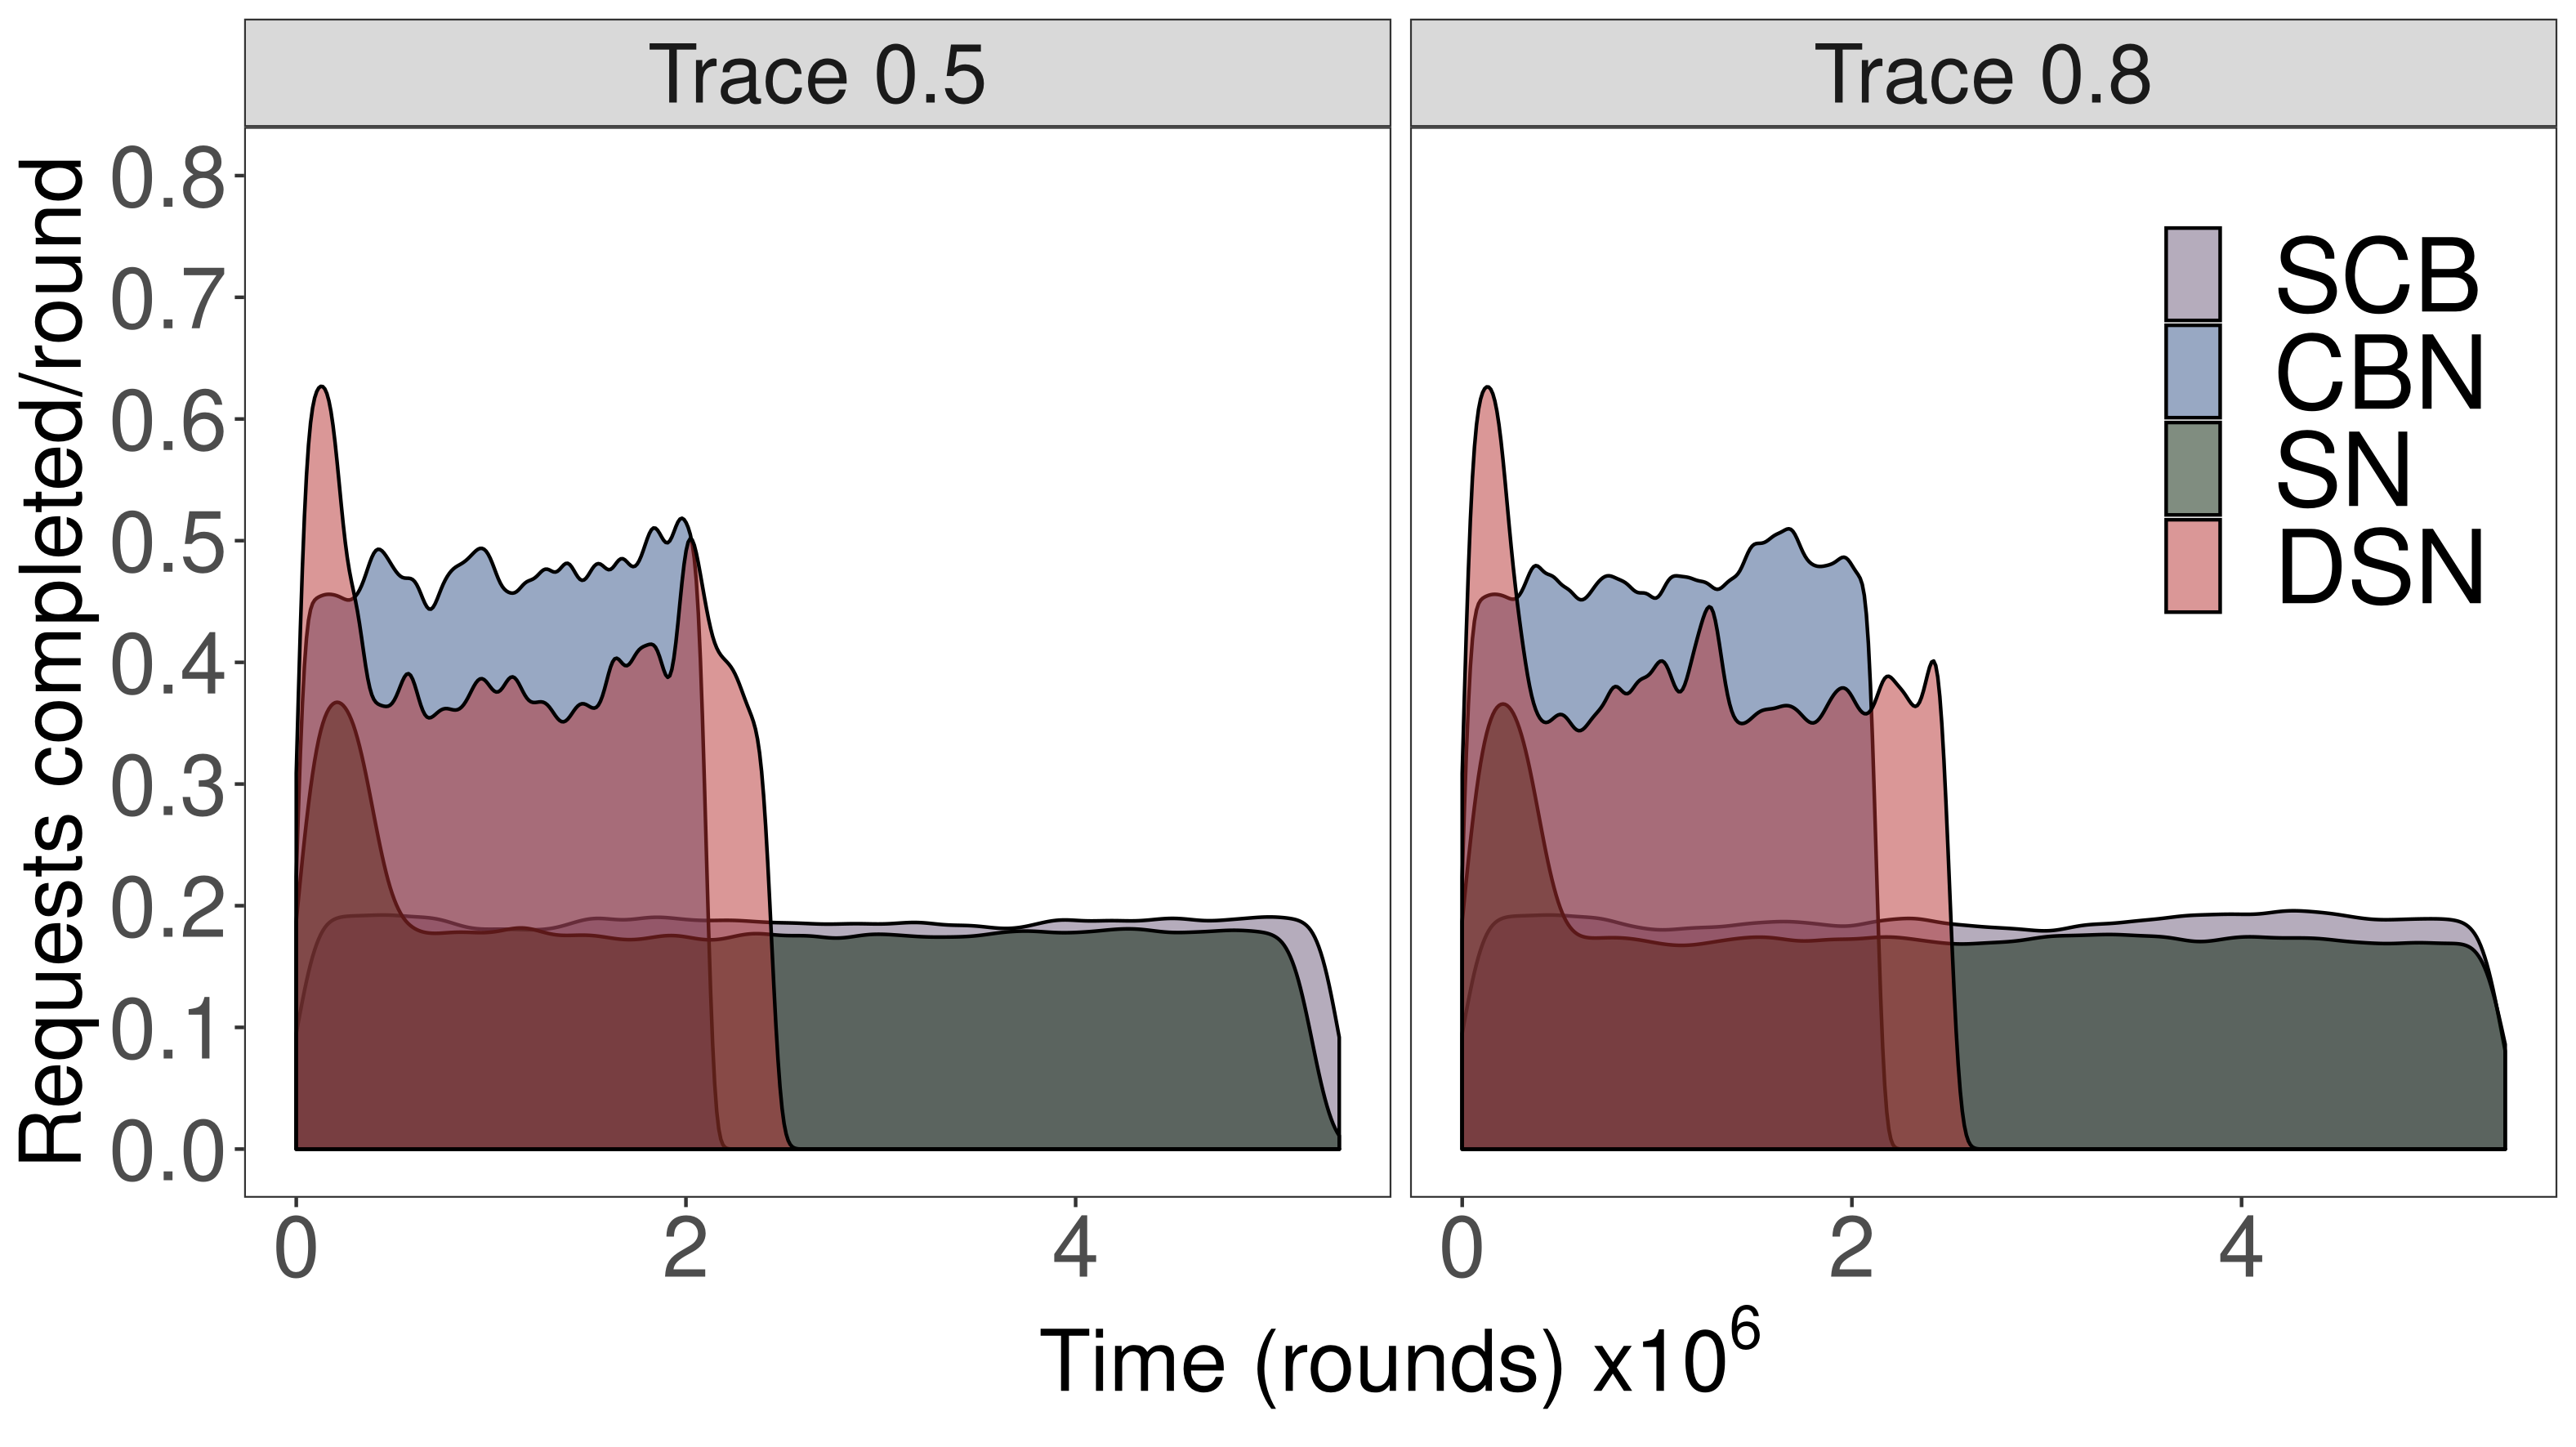 Trace 0.5
Trace 0.8
Requests completed/round
0.8
0.7
0.6
0.5
0.4
0.3
0.2
0.1
0.0
SCB
CBN
SN
DSN
0 2 4
0 2 4
Time (rounds) x10⁶